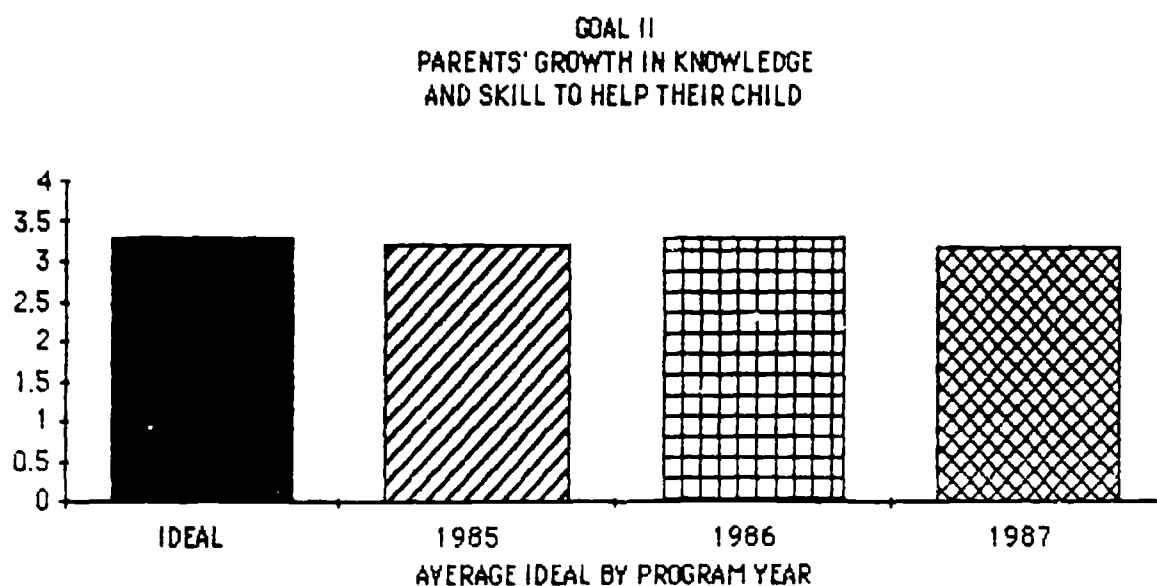 GOAL II
PARENTS' GROWTH IN KNOWLEDGE
AND SKILL TO HELP THEIR CHILD
4
3.5
3
2.5
2
1.5
1
0.5
0
IDEAL 1985 1986 1987
AVERAGE IDEAL BY PROGRAM YEAR